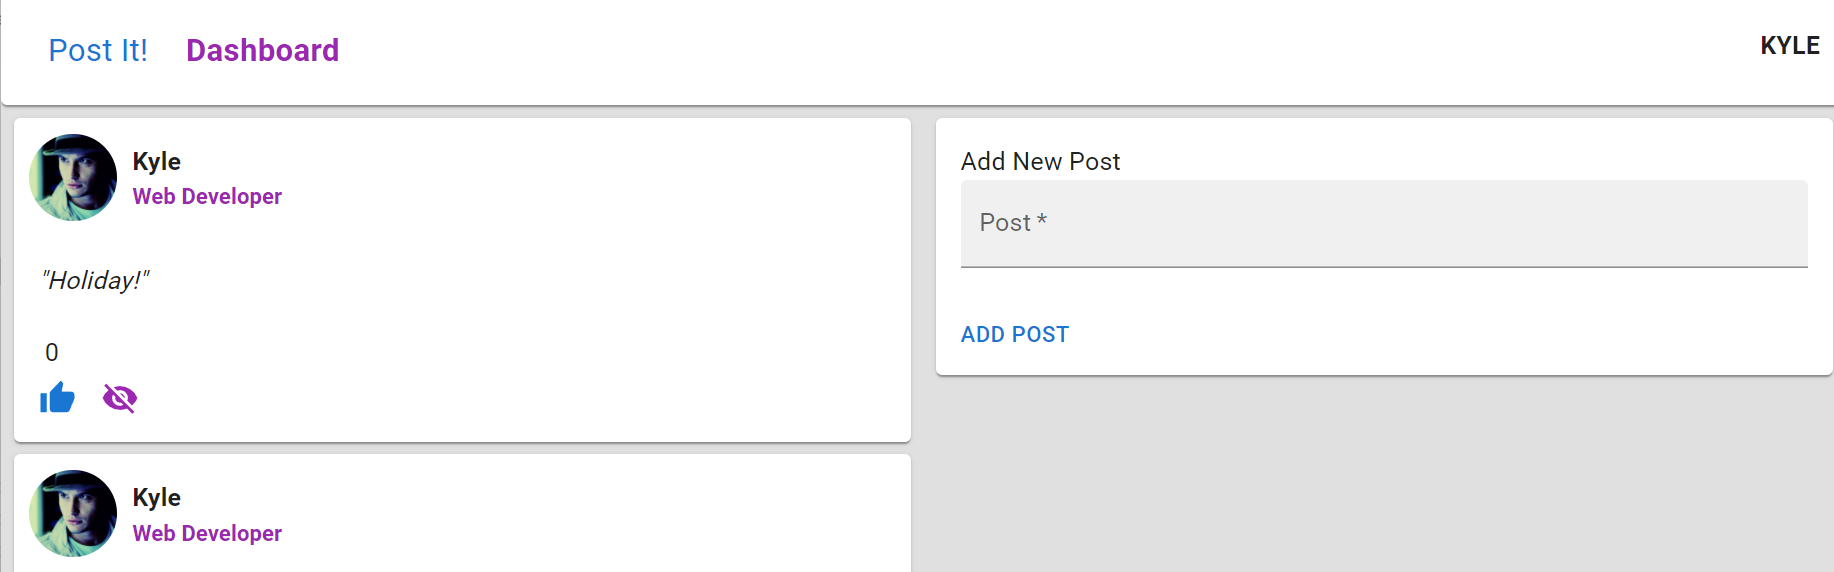 Post It! Dashboard KYLE
Kyle
Web Developer
"Holiday!"
0
Kyle
Web Developer
Add New Post
Post *
ADD POST